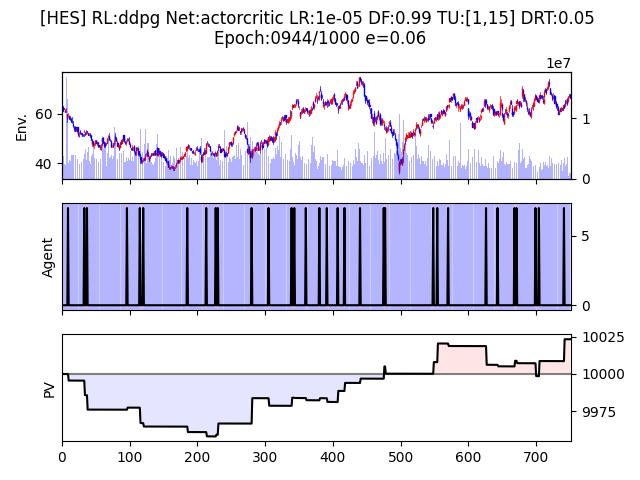 [HES] RL:ddpg Net:actorcritic LR:1e-05 DF:0.99 TU:[1,15] DRT:0.05
Epoch:0944/1000 e=0.06
1e7
Env.
60
40
1
0
Agent
5
0
PV
10025
10000
9975
0 100 200 300 400 500 600 700